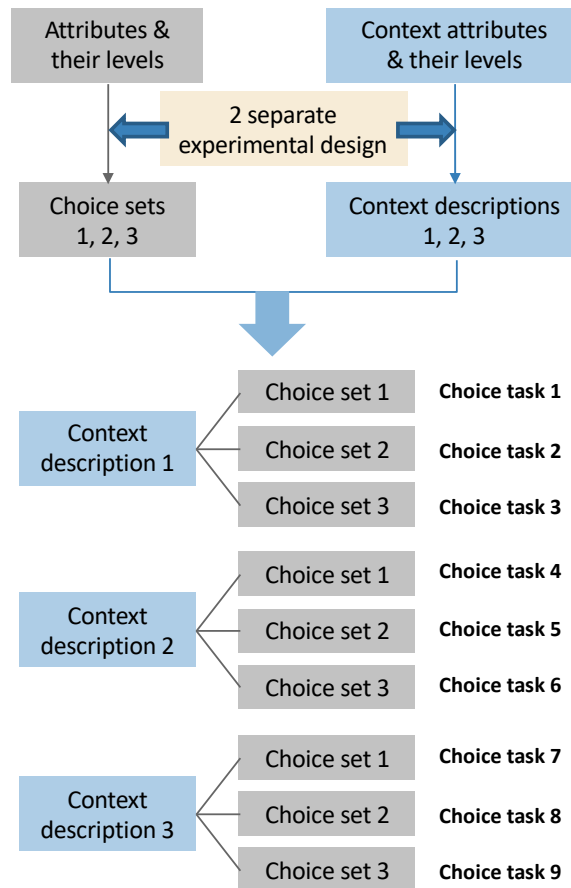 Attributes &
their levels
Context attributes
& their levels
2 separate
experimental design
Choice sets
1, 2, 3
Context descriptions
1, 2, 3
Context
description 1
Choice set 1
Choice task 1
Choice set 2
Choice task 2
Choice set 3
Choice task 3
Context
description 2
Choice set 1
Choice task 4
Choice set 2
Choice task 5
Choice set 3
Choice task 6
Context
description 3
Choice set 1
Choice task 7
Choice set 2
Choice task 8
Choice set 3
Choice task 9